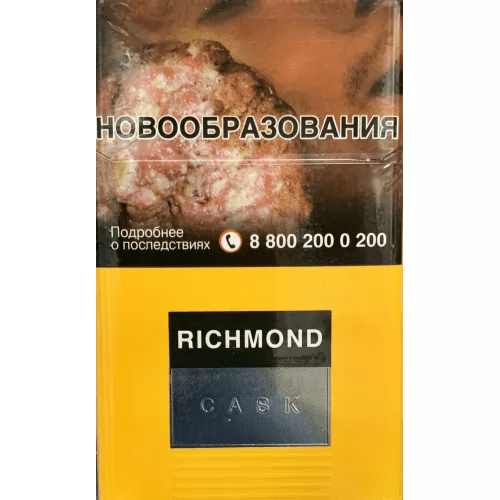 НОВООБРАЗОВАНИЯ
Подробнее
о последствиях
8 800 200 0 200
RICHMOND
CASK